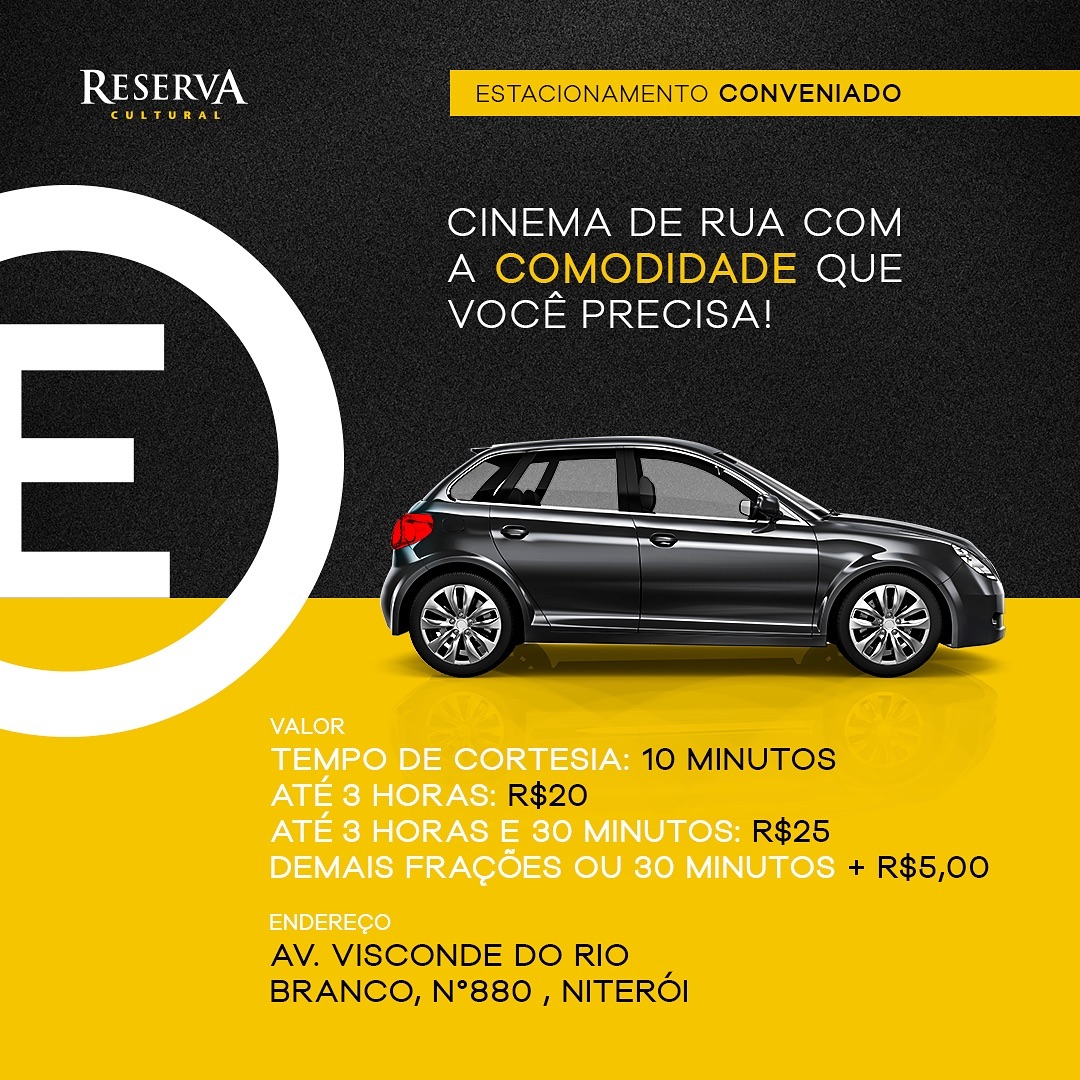 RESERVA
CULTURAL
ESTACIONAMENTO CONVENIADO
CINEMA DE RUA COM
A COMODIDADE QUE
VOCÊ PRECISA!
E
VALOR
TEMPO DE CORTESIA: 10 MINUTOS
ATÉ 3 HORAS: R$20
ATÉ 3 HORAS E 30 MINUTOS: R$25
DEMAIS FRAÇÕES OU 30 MINUTOS + R$5,00
ENDEREÇO
AV. VISCONDE DO RIO
BRANCO, N°880 , NITERÓI